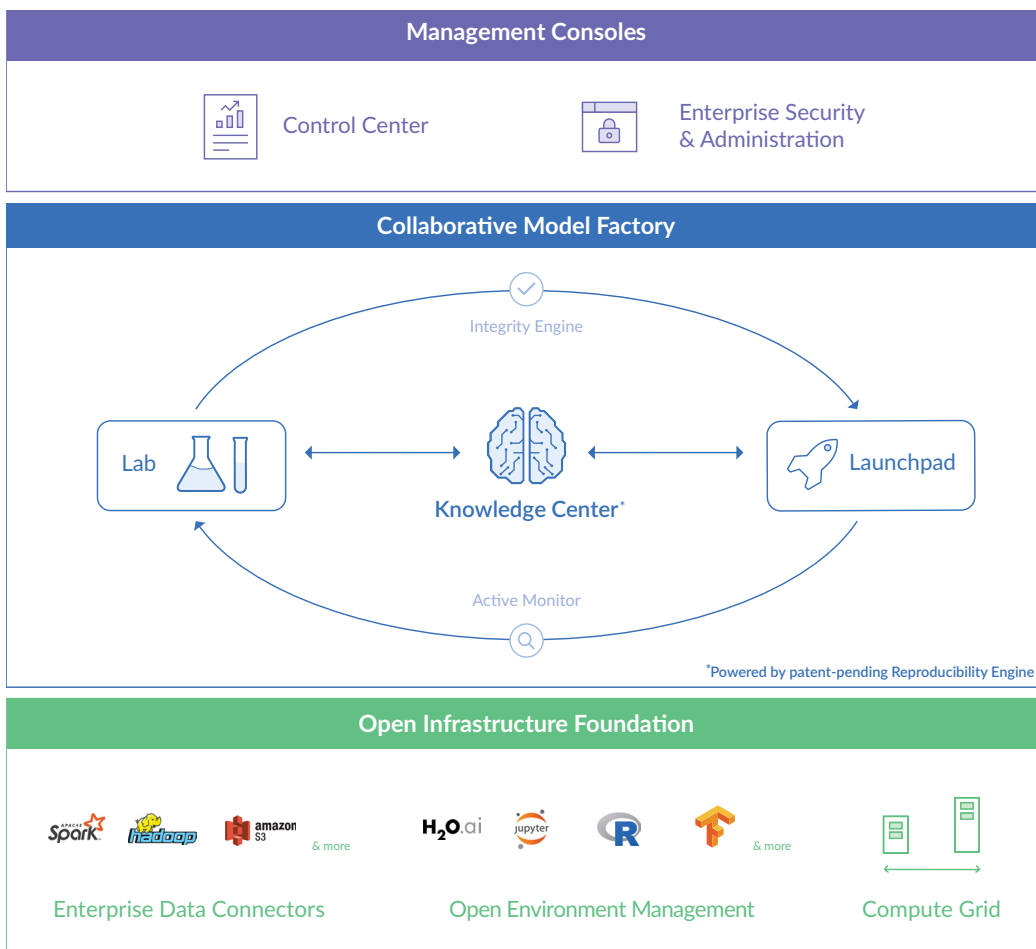 Management Consoles
Control Center
Enterprise Security
& Administration
Collaborative Model Factory
Integrity Engine
Lab
Launchpad
Knowledge Center*
Active Monitor
*Powered by patent-pending Reproducibility Engine
Open Infrastructure Foundation
APACHE
Spark™
hadoop
amazon
S3
& more
H2O.ai
jupyter
R
& more
Enterprise Data Connectors
Open Environment Management
Compute Grid